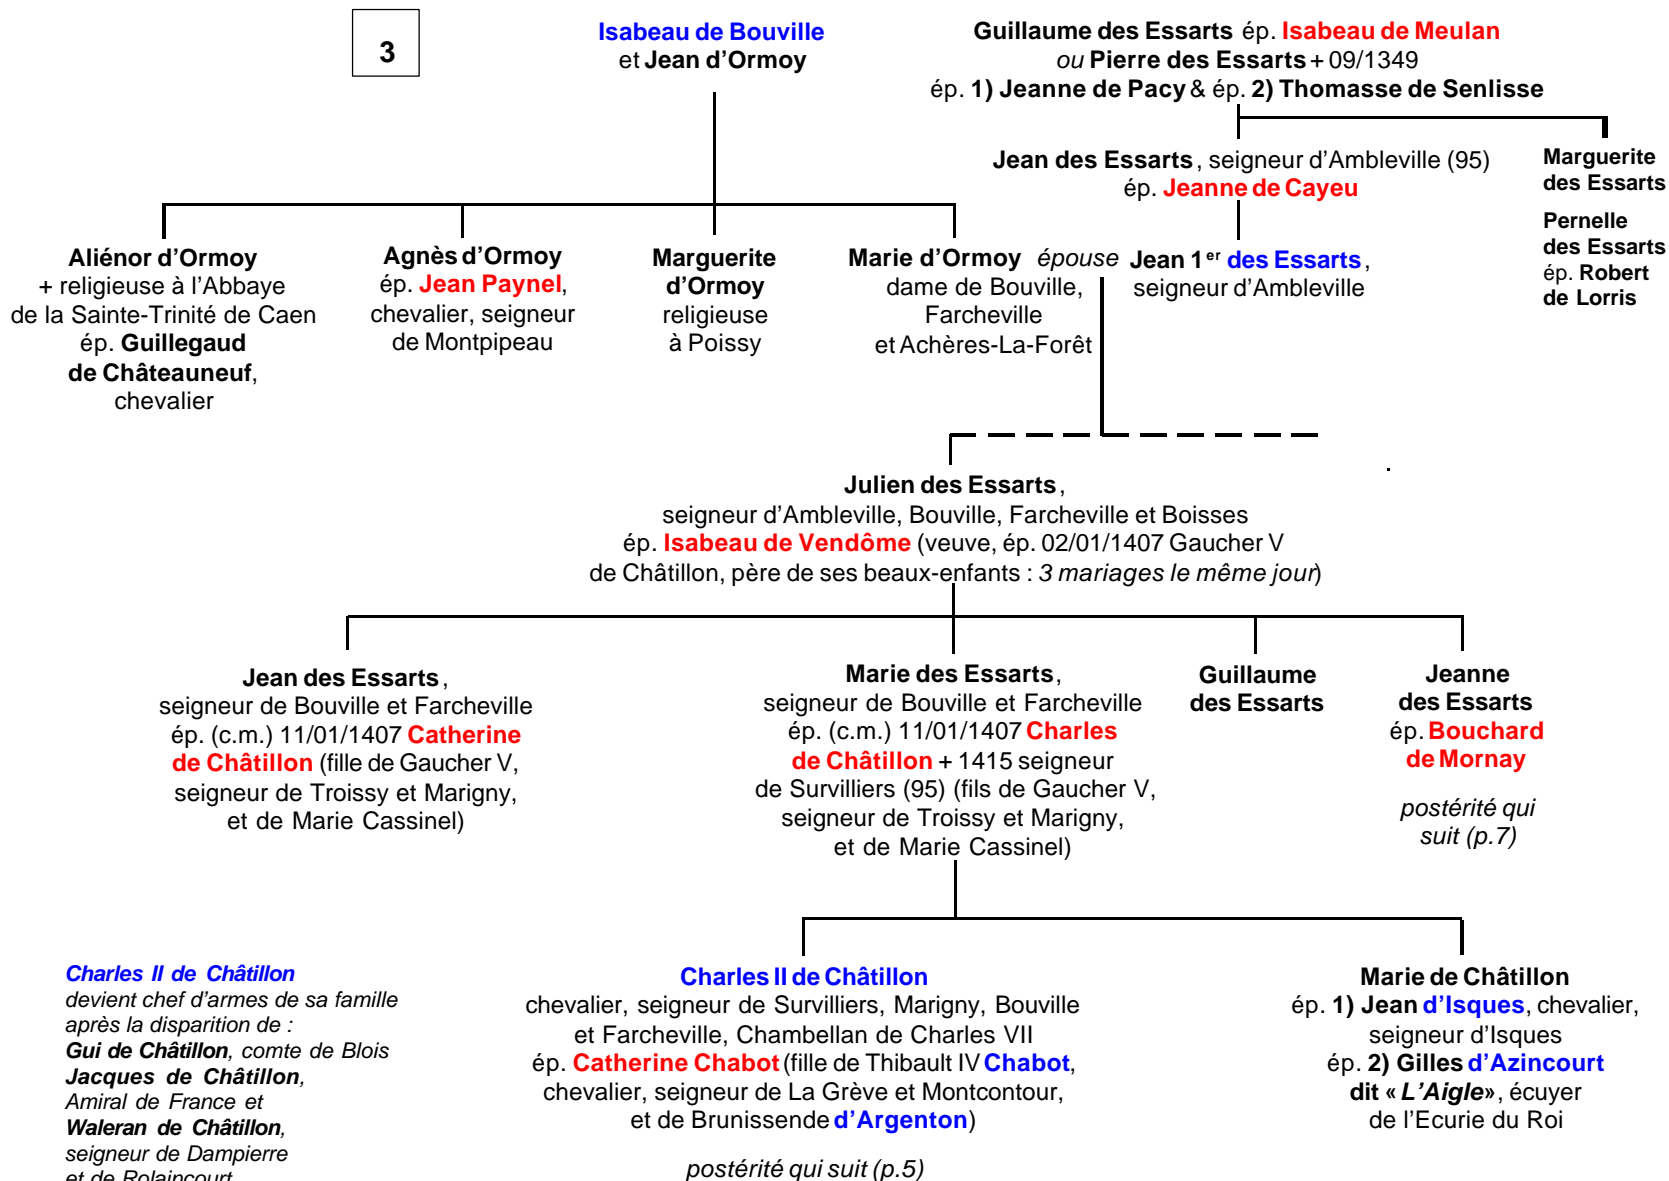 3
Isabeau de Bouville
et Jean d'Ormoy
Guillaume des Essarts ép. Isabeau de Meulan
ou Pierre des Essarts + 09/1349
ép. 1) Jeanne de Pacy & ép. 2) Thomasse de Senlisse
Jean des Essarts, seigneur d'Ambleville (95)
ép. Jeanne de Cayeu
Marguerite
des Essarts
Pernelle
des Essarts
ép. Robert
de Lorris
Aliénor d'Ormoy
+ religieuse à l'Abbaye
de la Sainte-Trinité de Caen
ép. Guillegaud
de Châteauneuf,
chevalier
Agnès d'Ormoy
ép. Jean Paynel,
chevalier, seigneur
de Montpipeau
Marguerite
d'Ormoy
religieuse
à Poissy
Marie d'Ormoy épouse Jean 1er des Essarts,
dame de Bouville,
Farcheville
et Achères-La-Forêt
seigneur d'Ambleville
Julien des Essarts,
seigneur d'Ambleville, Bouville, Farcheville et Boisses
ép. Isabeau de Vendôme (veuve, ép. 02/01/1407 Gaucher V
de Châtillon, père de ses beaux-enfants : 3 mariages le même jour)
Jean des Essarts,
seigneur de Bouville et Farcheville
ép. (c.m.) 11/01/1407 Catherine
de Châtillon (fille de Gaucher V,
seigneur de Troissy et Marigny,
et de Marie Cassinel)
Marie des Essarts,
seigneur de Bouville et Farcheville
ép. (c.m.) 11/01/1407 Charles
de Châtillon + 1415 seigneur
de Survilliers (95) (fils de Gaucher V,
seigneur de Troissy et Marigny,
et de Marie Cassinel)
Guillaume
des Essarts
Jeanne
des Essarts
ép. Bouchard
de Mornay
postérité qui
suit (p.7)
Charles II de Châtillon
devient chef d'armes de sa famille
après la disparition de :
Gui de Châtillon, comte de Blois
Jacques de Châtillon,
Amiral de France et
Waleran de Châtillon,
seigneur de Dampierre
et de Rolaincourt
Charles II de Châtillon
chevalier, seigneur de Survilliers, Marigny, Bouville
et Farcheville, Chambellan de Charles VII
ép. Catherine Chabot (fille de Thibault IV Chabot,
chevalier, seigneur de La Grève et Montcontour,
et de Brunissende d'Argenton)
postérité qui suit (p.5)
Marie de Châtillon
ép. 1) Jean d'Isques, chevalier,
seigneur d'Isques
ép. 2) Gilles d'Azincourt
dit « L'Aigle», écuyer
de l'Ecurie du Roi